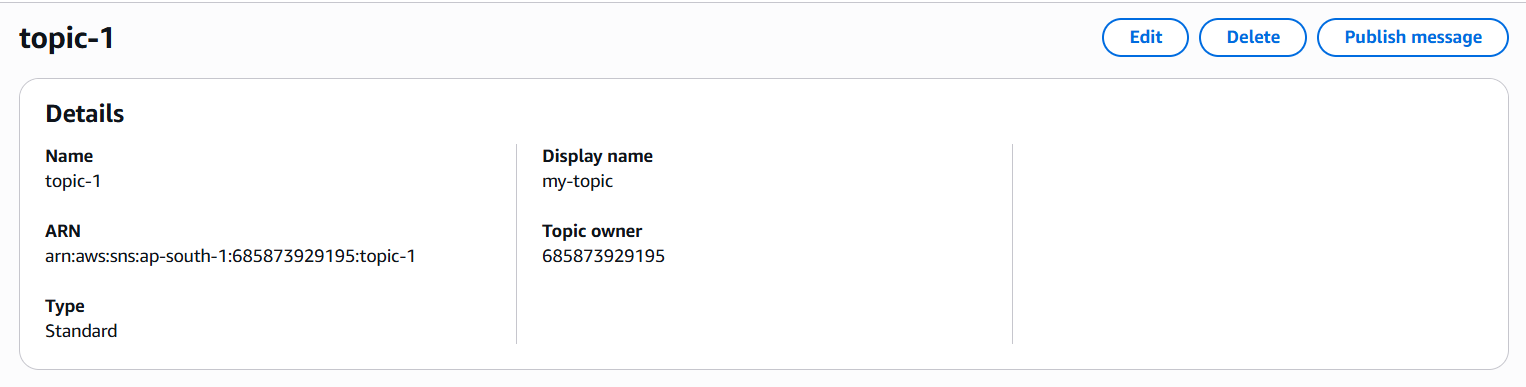 topic-1
Edit
Delete
Publish message
Details
Name
topic-1
ARN
arn:aws:sns:ap-south-1:685873929195:topic-1
Type
Standard
Display name
my-topic
Topic owner
685873929195